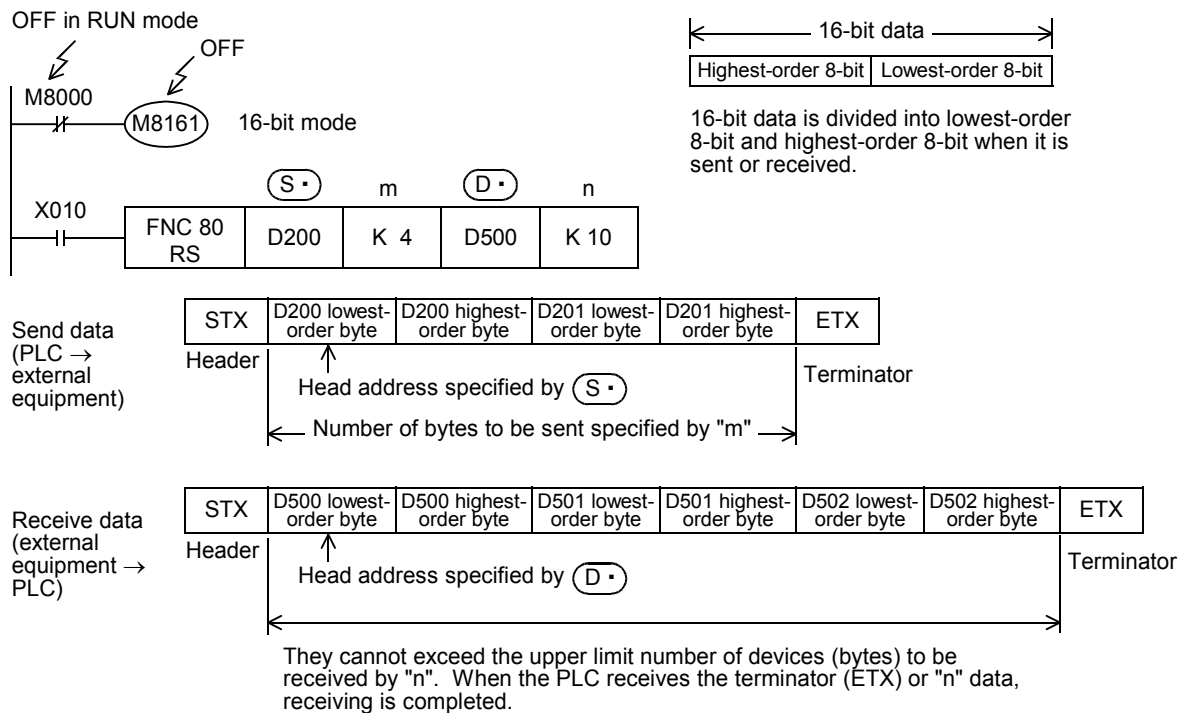 OFF in RUN mode
OFF
M8000
M8161
16-bit mode
16-bit data
Highest-order 8-bit
Lowest-order 8-bit
16-bit data is divided into lowest-order
8-bit and highest-order 8-bit when it is
sent or received.
S・
m
D・
n
X010
FNC 80
RS
D200
K 4
D500
K 10
Send data
(PLC →
external
equipment)
STX
D200 lowest-
order byte
D200 highest-
order byte
D201 lowest-
order byte
D201 highest-
order byte
ETX
Header
Head address specified by S・
Terminator
Number of bytes to be sent specified by "m"
Receive data
(external
equipment →
PLC)
STX
D500 lowest-
order byte
D500 highest-
order byte
D501 lowest-
order byte
D501 highest-
order byte
D502 lowest-
order byte
D502 highest-
order byte
ETX
Header
Head address specified by D・
Terminator
They cannot exceed the upper limit number of devices (bytes) to be
received by "n". When the PLC receives the terminator (ETX) or "n" data,
receiving is completed.